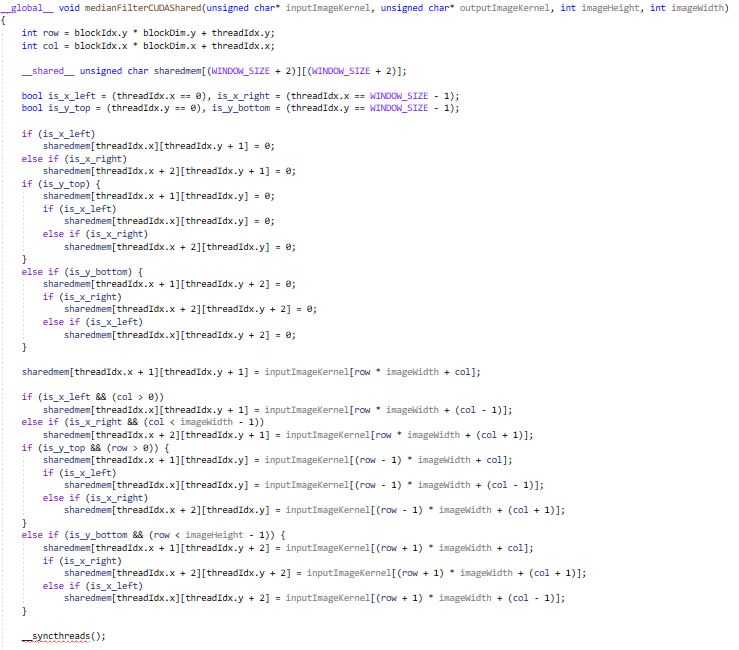 __global__ void medianFilterCUDAShared(unsigned char* inputImageKernel, unsigned char* outputImageKernel, int imageHeight, int imageWidth)
{
    int row = blockIdx.y * blockDim.y + threadIdx.y;
    int col = blockIdx.x * blockDim.x + threadIdx.x;

    __shared__ unsigned char sharedmem[(WINDOW_SIZE + 2)][(WINDOW_SIZE + 2)];

    bool is_x_left = (threadIdx.x == 0), is_x_right = (threadIdx.x == WINDOW_SIZE - 1);
    bool is_y_top = (threadIdx.y == 0), is_y_bottom = (threadIdx.y == WINDOW_SIZE - 1);

    if (is_x_left)
        sharedmem[threadIdx.x][threadIdx.y + 1] = 0;
    else if (is_x_right)
        sharedmem[threadIdx.x + 2][threadIdx.y + 1] = 0;
    if (is_y_top) {
        sharedmem[threadIdx.x + 1][threadIdx.y] = 0;
        if (is_x_left)
            sharedmem[threadIdx.x][threadIdx.y] = 0;
        else if (is_x_right)
            sharedmem[threadIdx.x + 2][threadIdx.y] = 0;
    }
    else if (is_y_bottom) {
        sharedmem[threadIdx.x + 1][threadIdx.y + 2] = 0;
        if (is_x_right)
            sharedmem[threadIdx.x + 2][threadIdx.y + 2] = 0;
        else if (is_x_left)
            sharedmem[threadIdx.x][threadIdx.y + 2] = 0;
    }

    sharedmem[threadIdx.x + 1][threadIdx.y + 1] = inputImageKernel[row * imageWidth + col];

    if (is_x_left && (col > 0))
        sharedmem[threadIdx.x][threadIdx.y + 1] = inputImageKernel[row * imageWidth + (col - 1)];
    else if (is_x_right && (col < imageWidth - 1))
        sharedmem[threadIdx.x + 2][threadIdx.y + 1] = inputImageKernel[row * imageWidth + (col + 1)];
    if (is_y_top && (row > 0)) {
        sharedmem[threadIdx.x + 1][threadIdx.y] = inputImageKernel[(row - 1) * imageWidth + col];
        if (is_x_left)
            sharedmem[threadIdx.x][threadIdx.y] = inputImageKernel[(row - 1) * imageWidth + (col - 1)];
        else if (is_x_right)
            sharedmem[threadIdx.x + 2][threadIdx.y] = inputImageKernel[(row - 1) * imageWidth + (col + 1)];
    }
    else if (is_y_bottom && (row < imageHeight - 1)) {
        sharedmem[threadIdx.x + 1][threadIdx.y + 2] = inputImageKernel[(row + 1) * imageWidth + col];
        if (is_x_right)
            sharedmem[threadIdx.x + 2][threadIdx.y + 2] = inputImageKernel[(row + 1) * imageWidth + (col + 1)];
        else if (is_x_left)
            sharedmem[threadIdx.x][threadIdx.y + 2] = inputImageKernel[(row + 1) * imageWidth + (col - 1)];
    }

    __syncthreads();